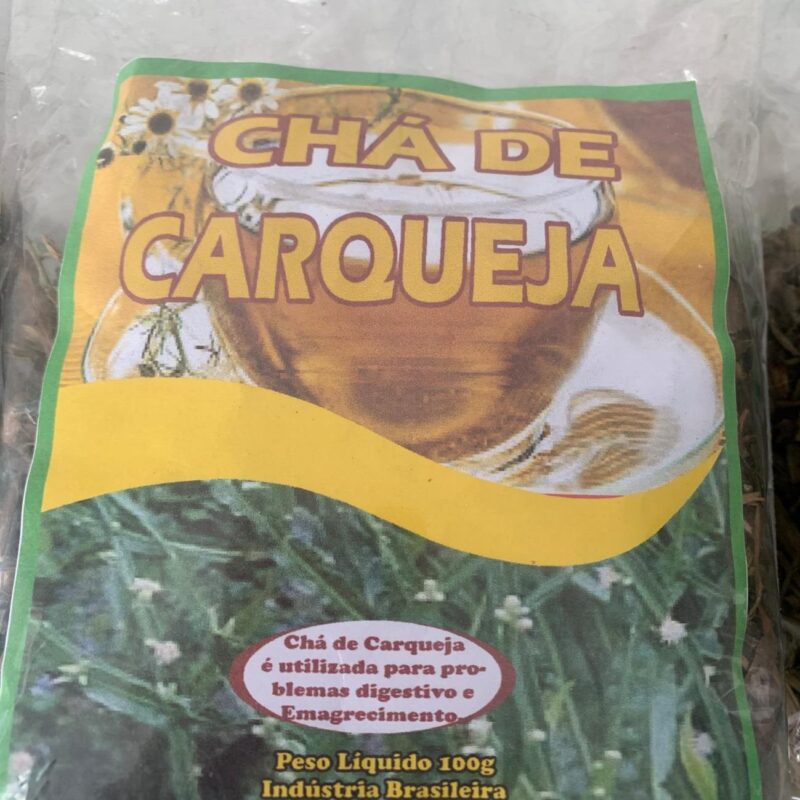 CHÁ DE
CARQUEJA
Chá de Carqueja
é utilizada para pro-
blemas digestivo e
Emagrecimento.
Peso Líquido 100g
Indústria Brasileira